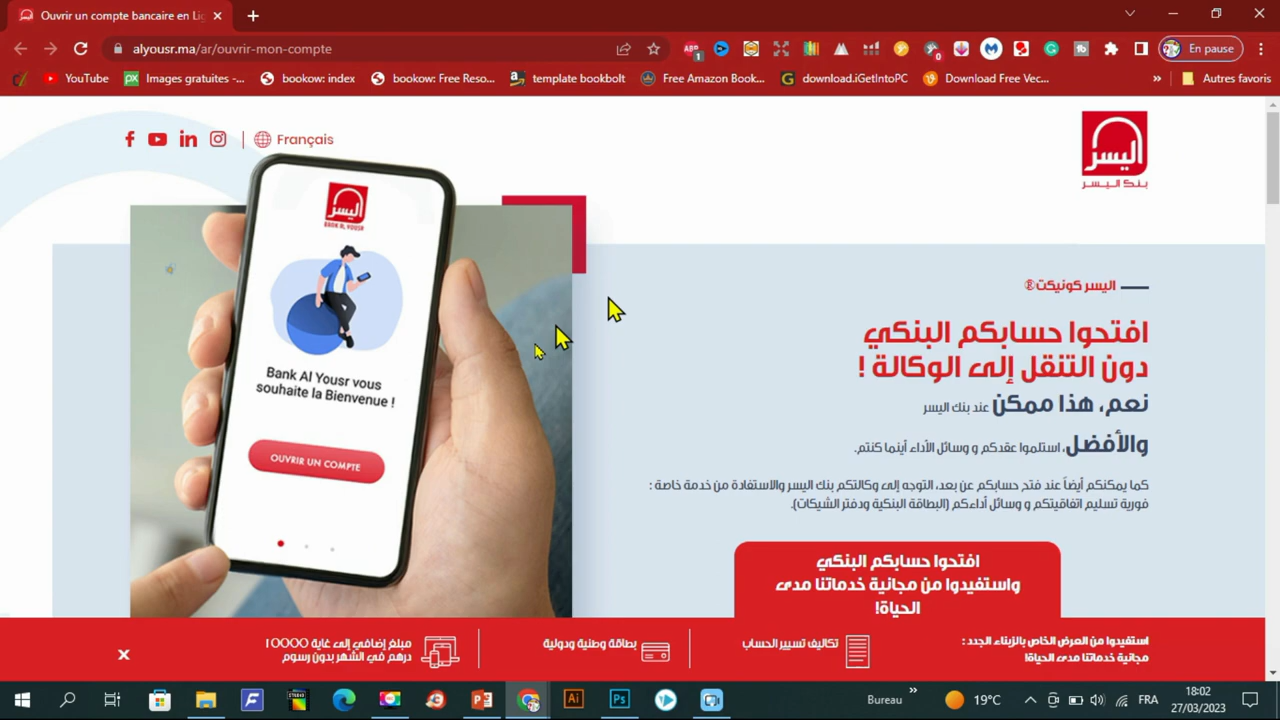 Ouvrir un compte bancaire en Lig
alyousr.ma/ar/ouvrir-mon-compte
En pause
YouTube
Images gratuites -...
bookow: index
bookow: Free Reso...
template bookbolt
Free Amazon Book...
download.iGetIntoPC
Download Free Vec...
»
Autres favoris
Français
اليسر
بنك اليسر
اليسر
BANK AL YOUSR
Bank Al Yousr vous
souhaite la Bienvenue !
OUVRIR UN COMPTE
اليسر كونيكت®
افتحوا حسابكم البنكي
دون التنقل إلى الوكالة !
نعم، هذا ممكن عند بنك اليسر
والأفضل، استلموا عقدكم و وسائل الأداء أينما كنتم.
كما يمكنكم أيضاً عند فتح حسابكم عن بعد، التوجه إلى وكالتكم بنك اليسر والاستفادة من خدمة خاصة :
فورية تسليم اتفاقيتكم و وسائل أداءكم (البطاقة البنكية ودفتر الشيكات).
افتحوا حسابكم البنكي
واستفيدوا من مجانية خدماتنا مدى
الحياة!
استفيدوا من العرض الخاص بالزبناء الجدد :
مجانية خدماتنا مدى الحياة!
تكاليف تسيير الحساب
بطاقة وطنية ودولية
مبلغ إضافي إلى غاية 10000
درهم في الشهر بدون رسوم
Bureau
»
19°C
FRA
18:02
27/03/2023